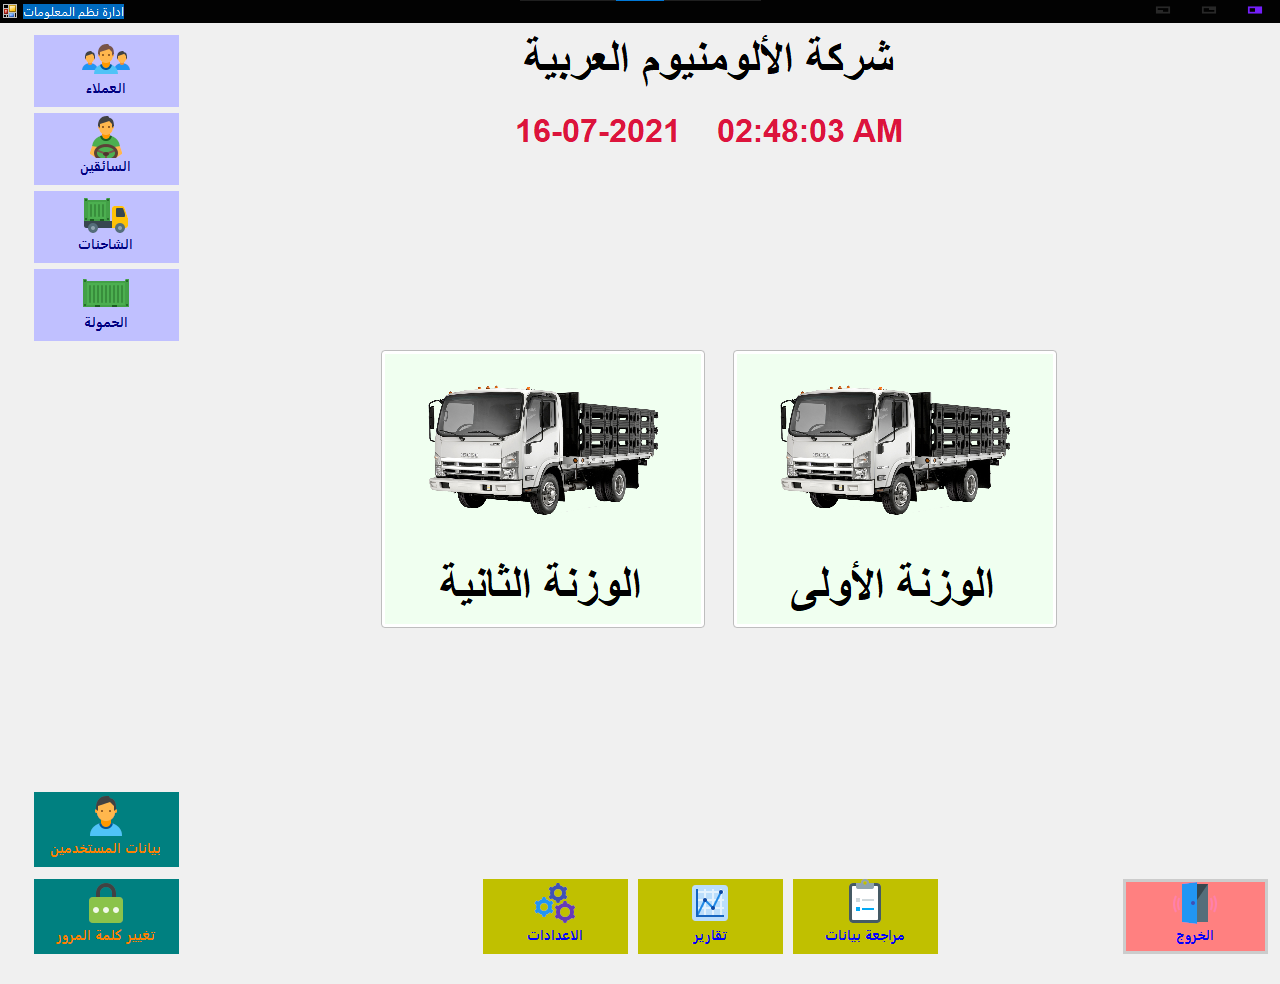 ادارة نظم المعلومات
شركة الألومنيوم العربية
16-07-2021 02:48:03 AM
العملاء
السائقين
الشاحنات
الحمولة
الوزنة الأولى
الوزنة الثانية
بيانات المستخدمين
تغيير كلمة المرور
الخروج
مراجعة بيانات
تقارير
الاعدادات